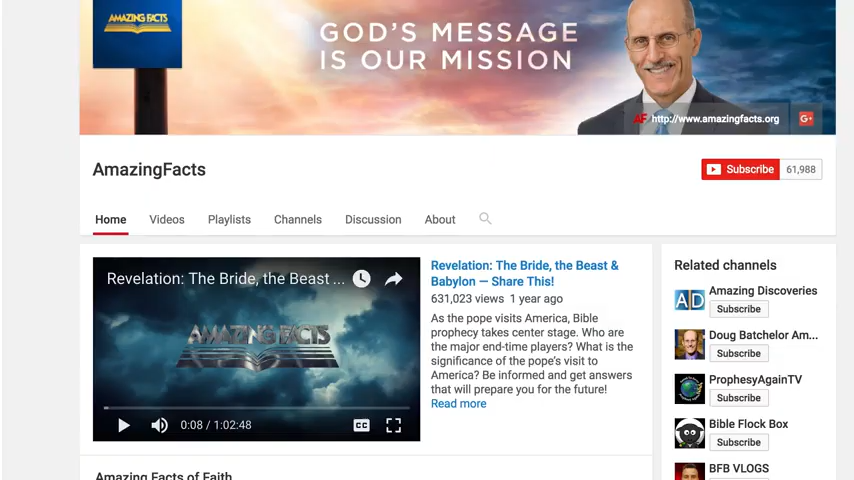 AMAZING FACTS
GOD'S MESSAGE
IS OUR MISSION
AF http://www.amazingfacts.org
G+
AmazingFacts
Subscribe 61,988
Home Videos Playlists Channels Discussion About
Revelation: The Bride, the Beast ...
AMAZING FACTS
0:08 / 1:02:48
CC
Revelation: The Bride, the Beast &
Babylon — Share This!
631,023 views 1 year ago
As the pope visits America, Bible
prophecy takes center stage. Who are
the major end-time players? What is the
significance of the pope's visit to
America? Be informed and get answers
that will prepare you for the future!
Read more
Related channels
AD
Amazing Discoveries
Subscribe
Doug Batchelor Am...
Subscribe
ProphesyAgainTV
Subscribe
Bible Flock Box
Subscribe
BFB VLOGS
Amazing Facts of Faith